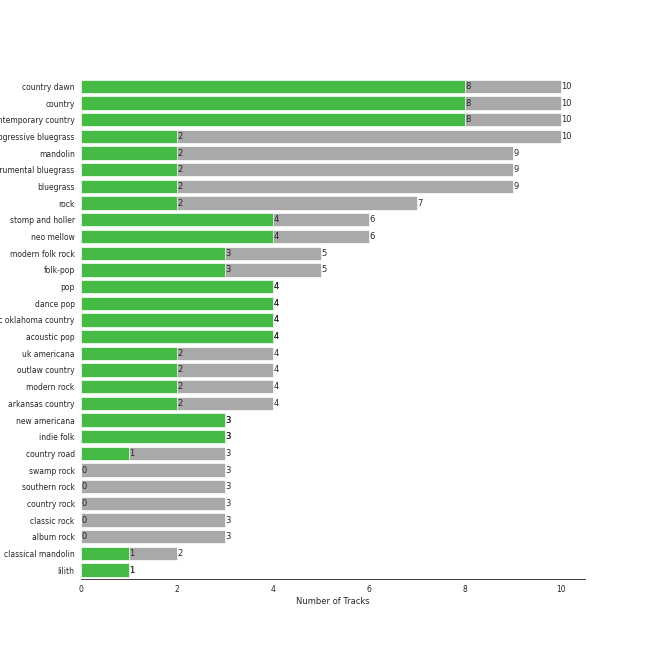 country dawn 8 10
country 8 10
ntemporary country 8 10
ogressive bluegrass 2 10
mandolin 2 9
rumental bluegrass 2 9
bluegrass 2 9
rock 2 7
stomp and holler 4 6
neo mellow 4 6
modern folk rock 3 5
folk-pop 3 5
pop 4
dance pop 4
c oklahoma country 4
acoustic pop 4
uk americana 2 4
outlaw country 2 4
modern rock 2 4
arkansas country 2 4
new americana 3
indie folk 3
country road 1 3
swamp rock 0 3
southern rock 0 3
country rock 0 3
classic rock 0 3
album rock 0 3
classical mandolin 1 2
lilith 1
0 2 4 6 8 10
Number of Tracks